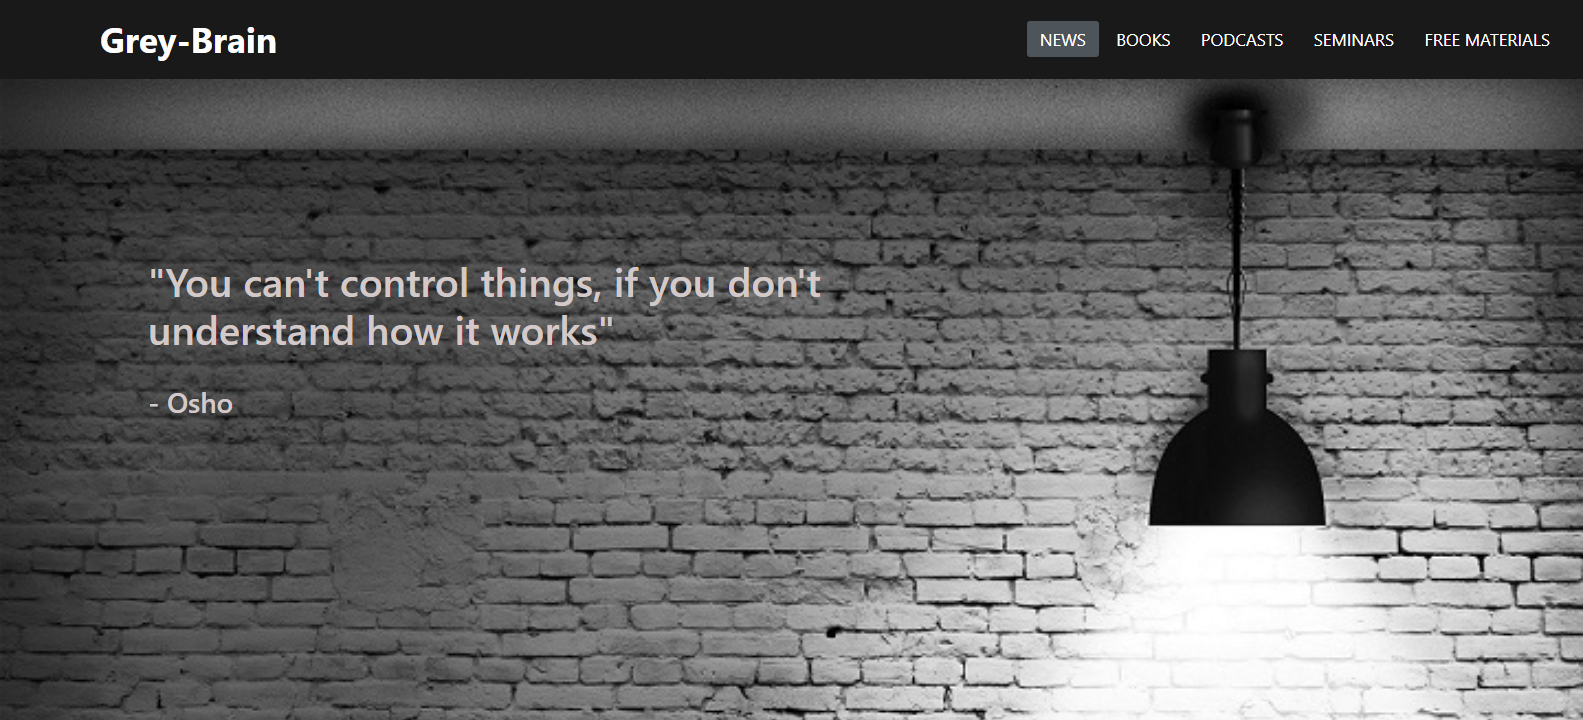 Grey-Brain
NEWS BOOKS PODCASTS SEMINARS FREE MATERIALS
"You can't control things, if you don't
understand how it works"
- Osho